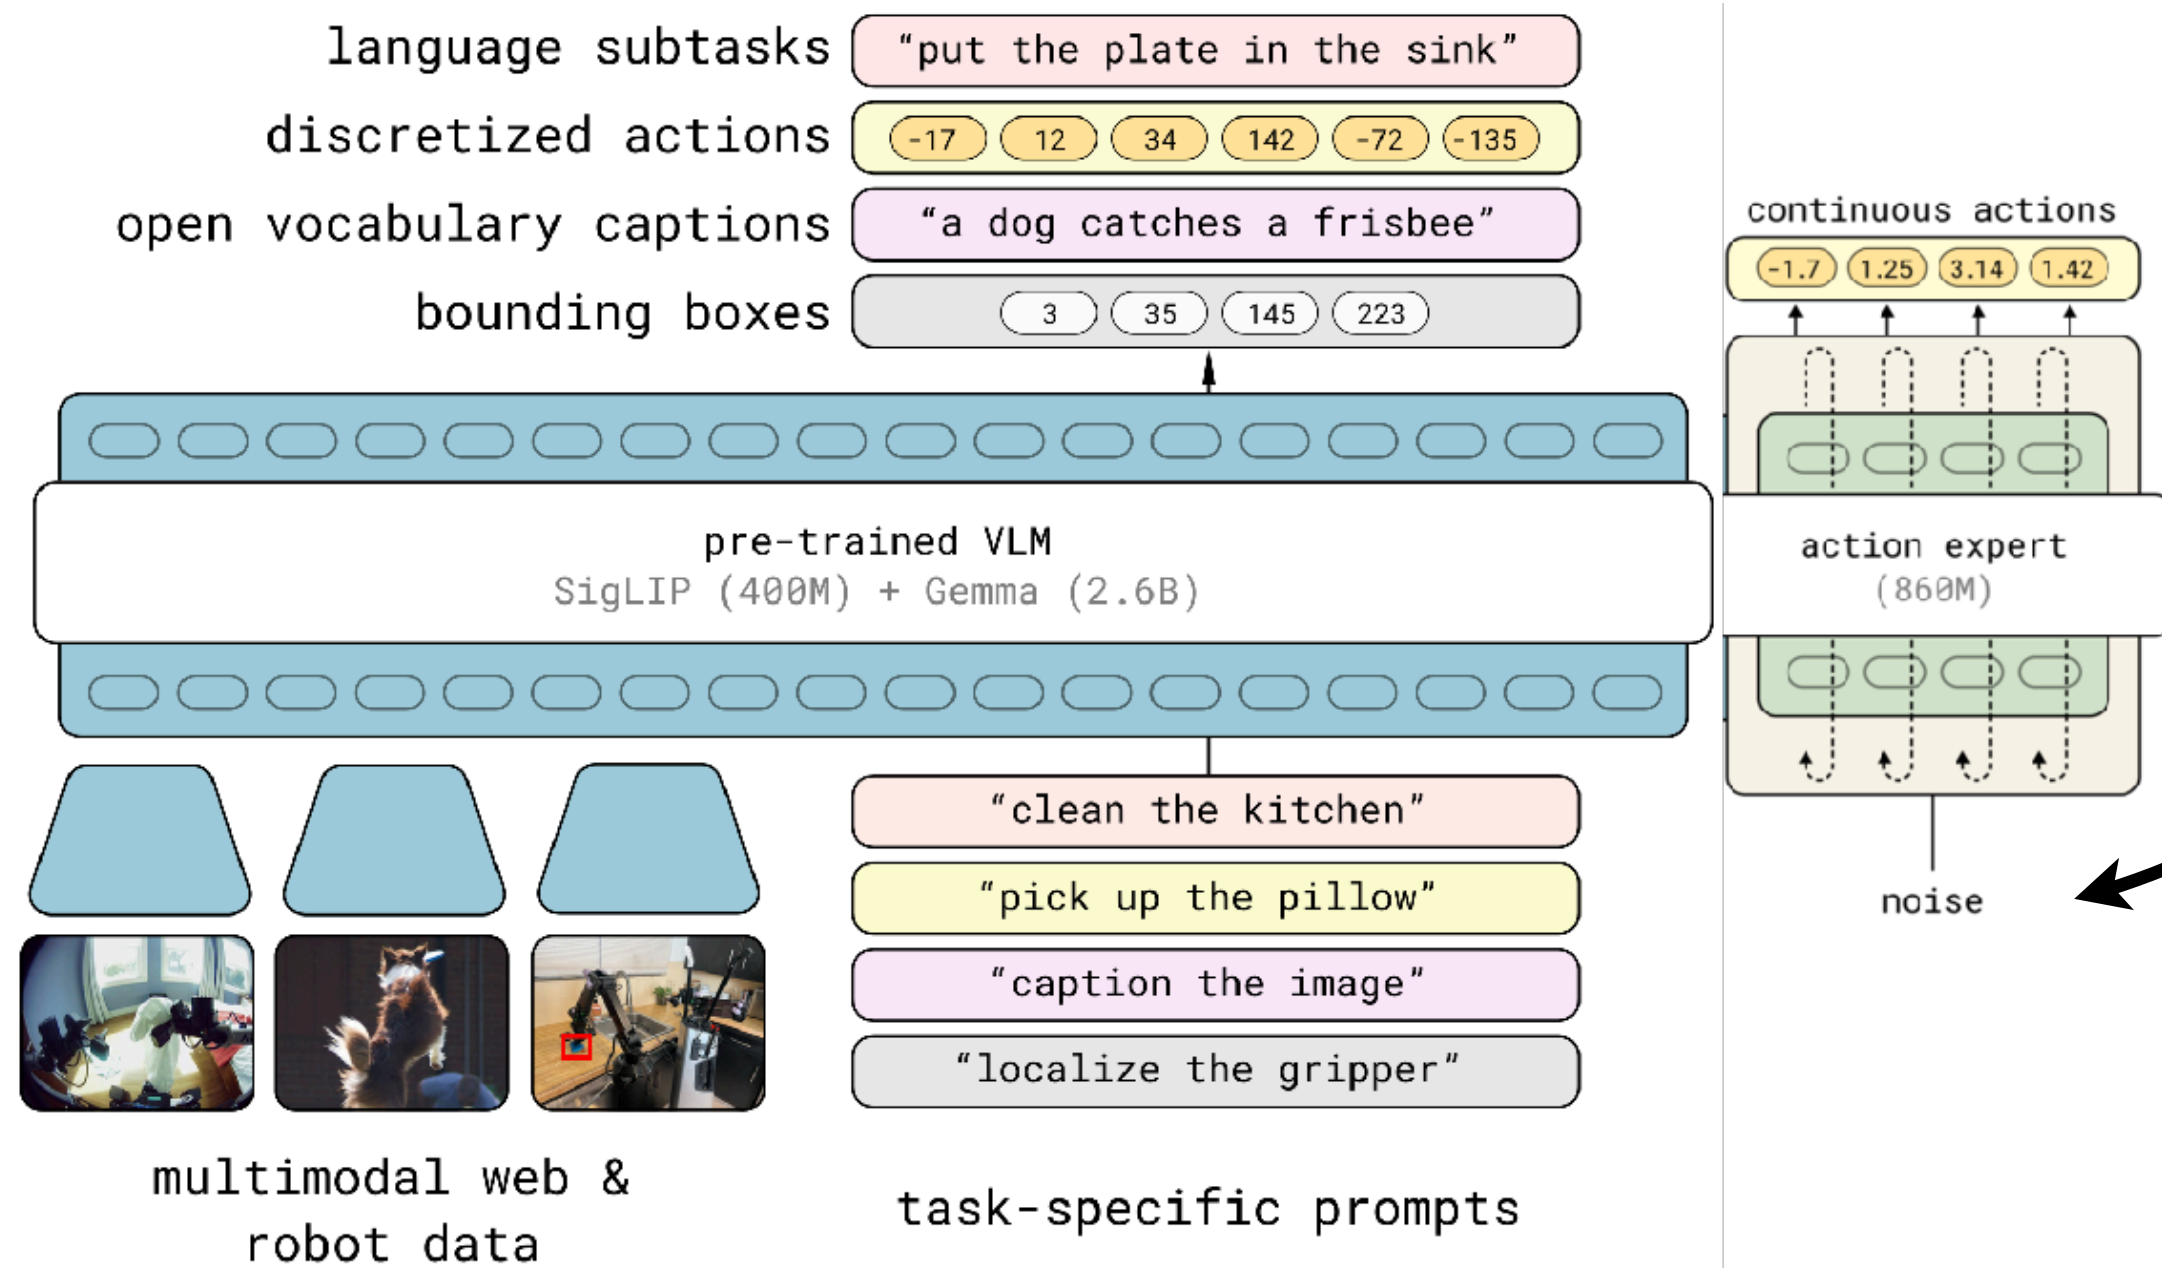 language subtasks
“put the plate in the sink”
discretized actions
-17 12 34 142 -72 -135
open vocabulary captions
“a dog catches a frisbee”
bounding boxes
3 35 145 223
pre-trained VLM
SigLIP (400M) + Gemma (2.6B)
“clean the kitchen”
“pick up the pillow”
“caption the image”
“localize the gripper”
multimodal web &
robot data
task-specific prompts
continuous actions
-1.7 1.25 3.14 1.42
action expert
(860M)
noise